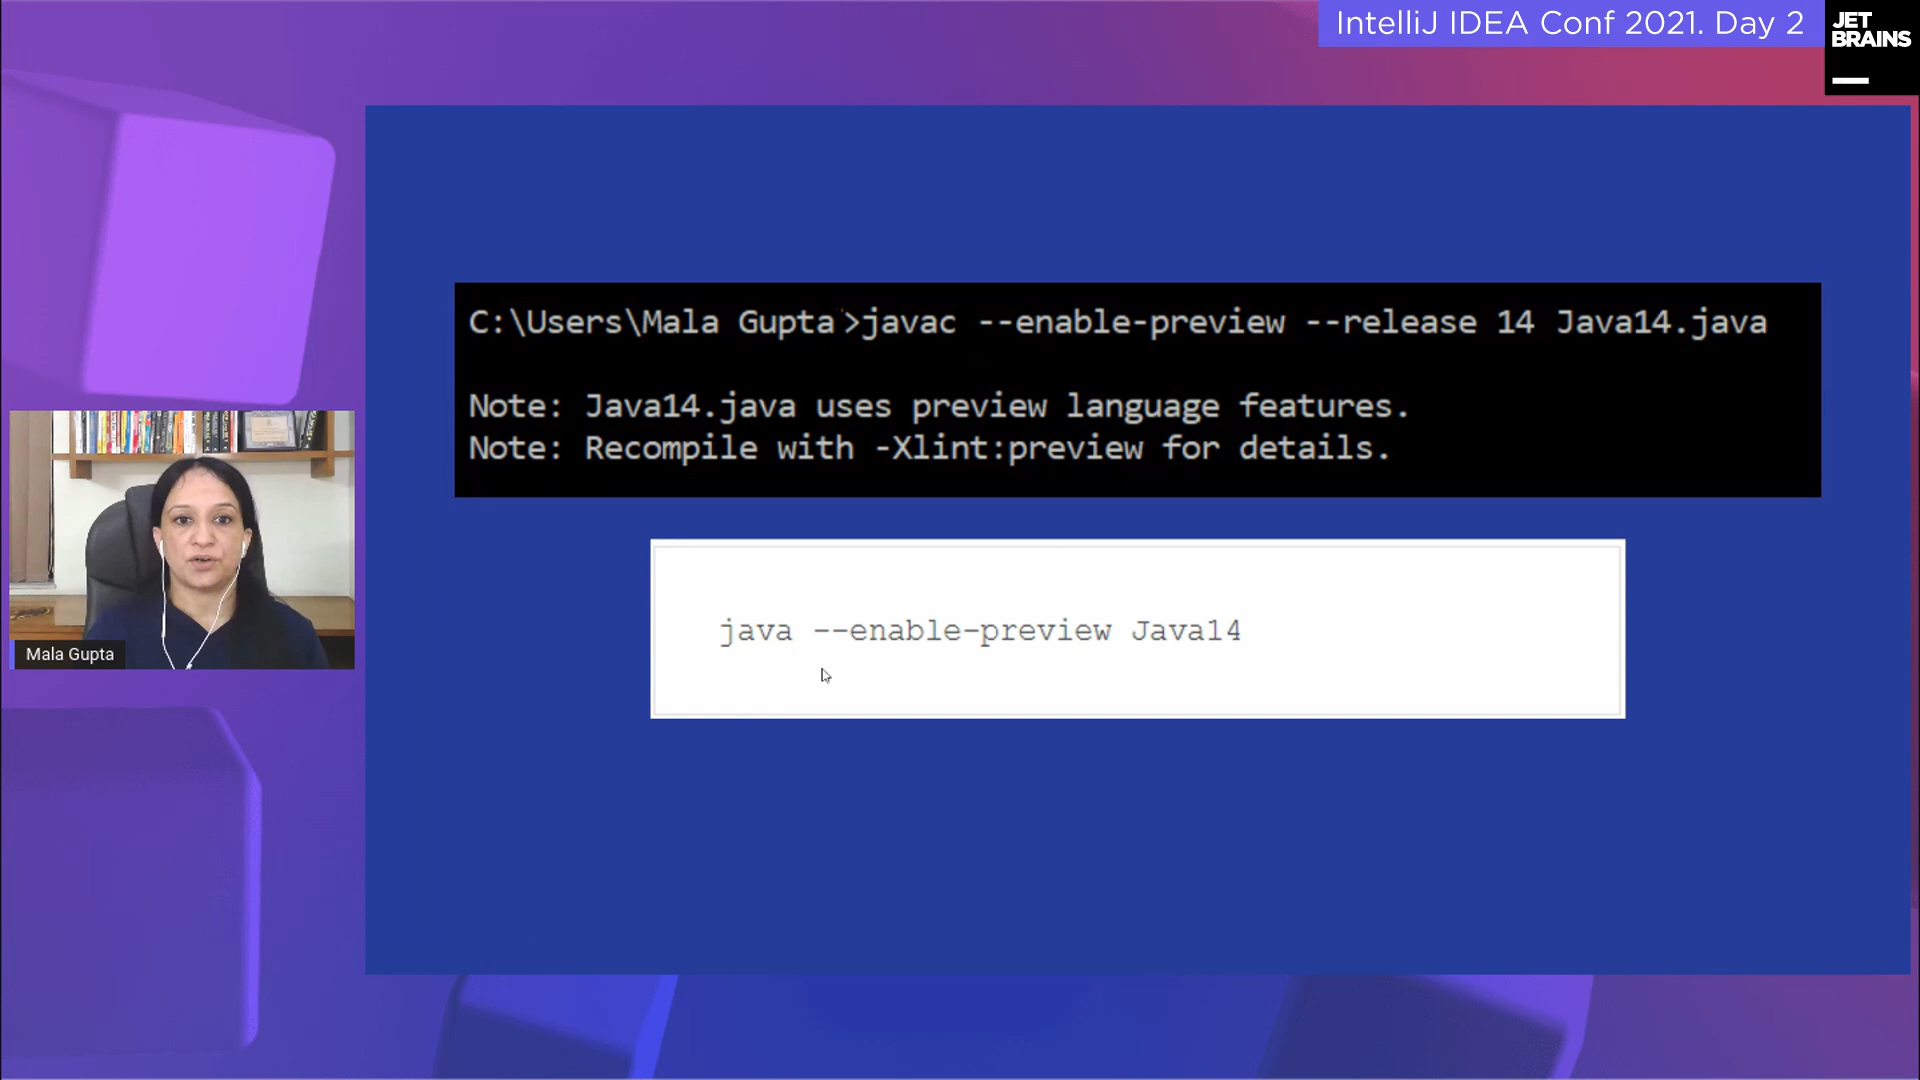 IntelliJ IDEA Conf 2021. Day 2
JET
BRAINS
C:\Users\Mala Gupta>javac --enable-preview --release 14 Java14.java
Note: Java14.java uses preview language features.
Note: Recompile with -Xlint:preview for details.
java --enable-preview Java14
Mala Gupta